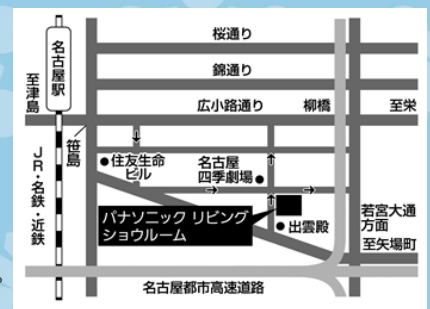 桜通り
名古屋駅
錦通り
至津島
広小路通り
柳橋
至栄
笹島
住友生命
ビル
名古屋
四季劇場
JR・名鉄・近鉄
パナソニック リビング
ショウルーム
出雲殿
若宮大通
方面
至矢場町
名古屋都市高速道路